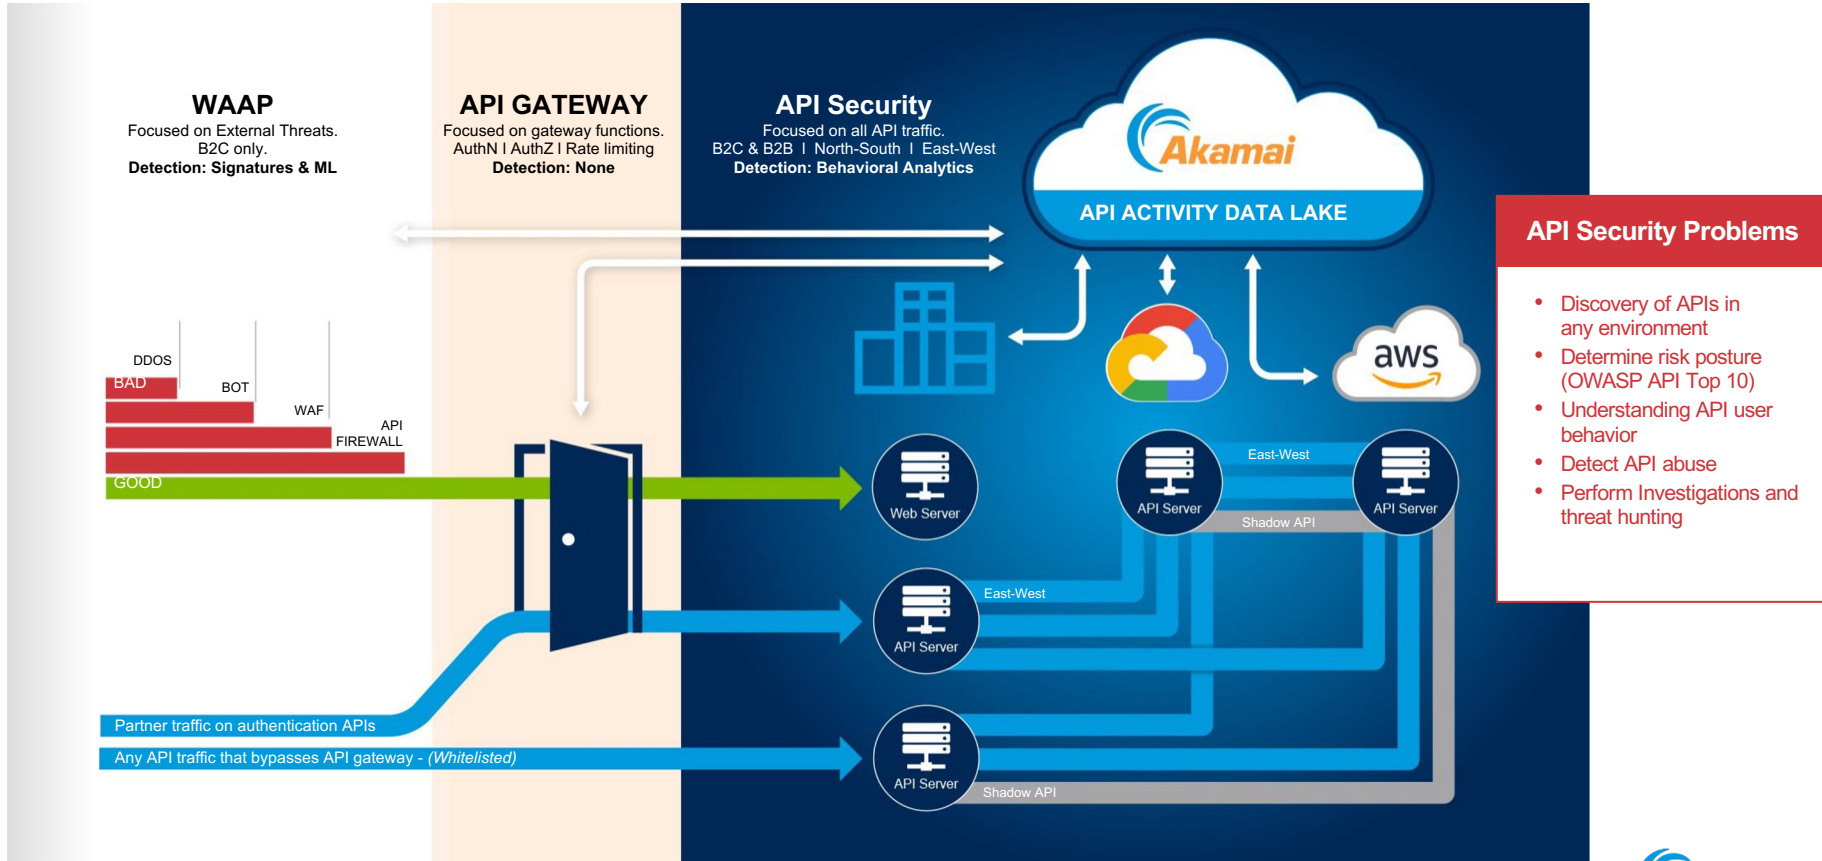 WAAP
Focused on External Threats.
B2C only.
Detection: Signatures & ML
API GATEWAY
Focused on gateway functions.
AuthN I AuthZ I Rate limiting
Detection: None
API Security
Focused on all API traffic.
B2C & B2B I North-South I East-West
Detection: Behavioral Analytics
Akamai
API ACTIVITY DATA LAKE
aws
DDOS
BAD
BOT
WAF
API
FIREWALL
GOOD
Web Server
API Server
East-West
API Server
Shadow API
East-West
API Server
Partner traffic on authentication APIs
Any API traffic that bypasses API gateway - (Whitelisted)
API Server
Shadow API
API Security Problems
• Discovery of APIs in
any environment
• Determine risk posture
(OWASP API Top 10)
• Understanding API user
behavior
• Detect API abuse
• Perform Investigations and
threat hunting